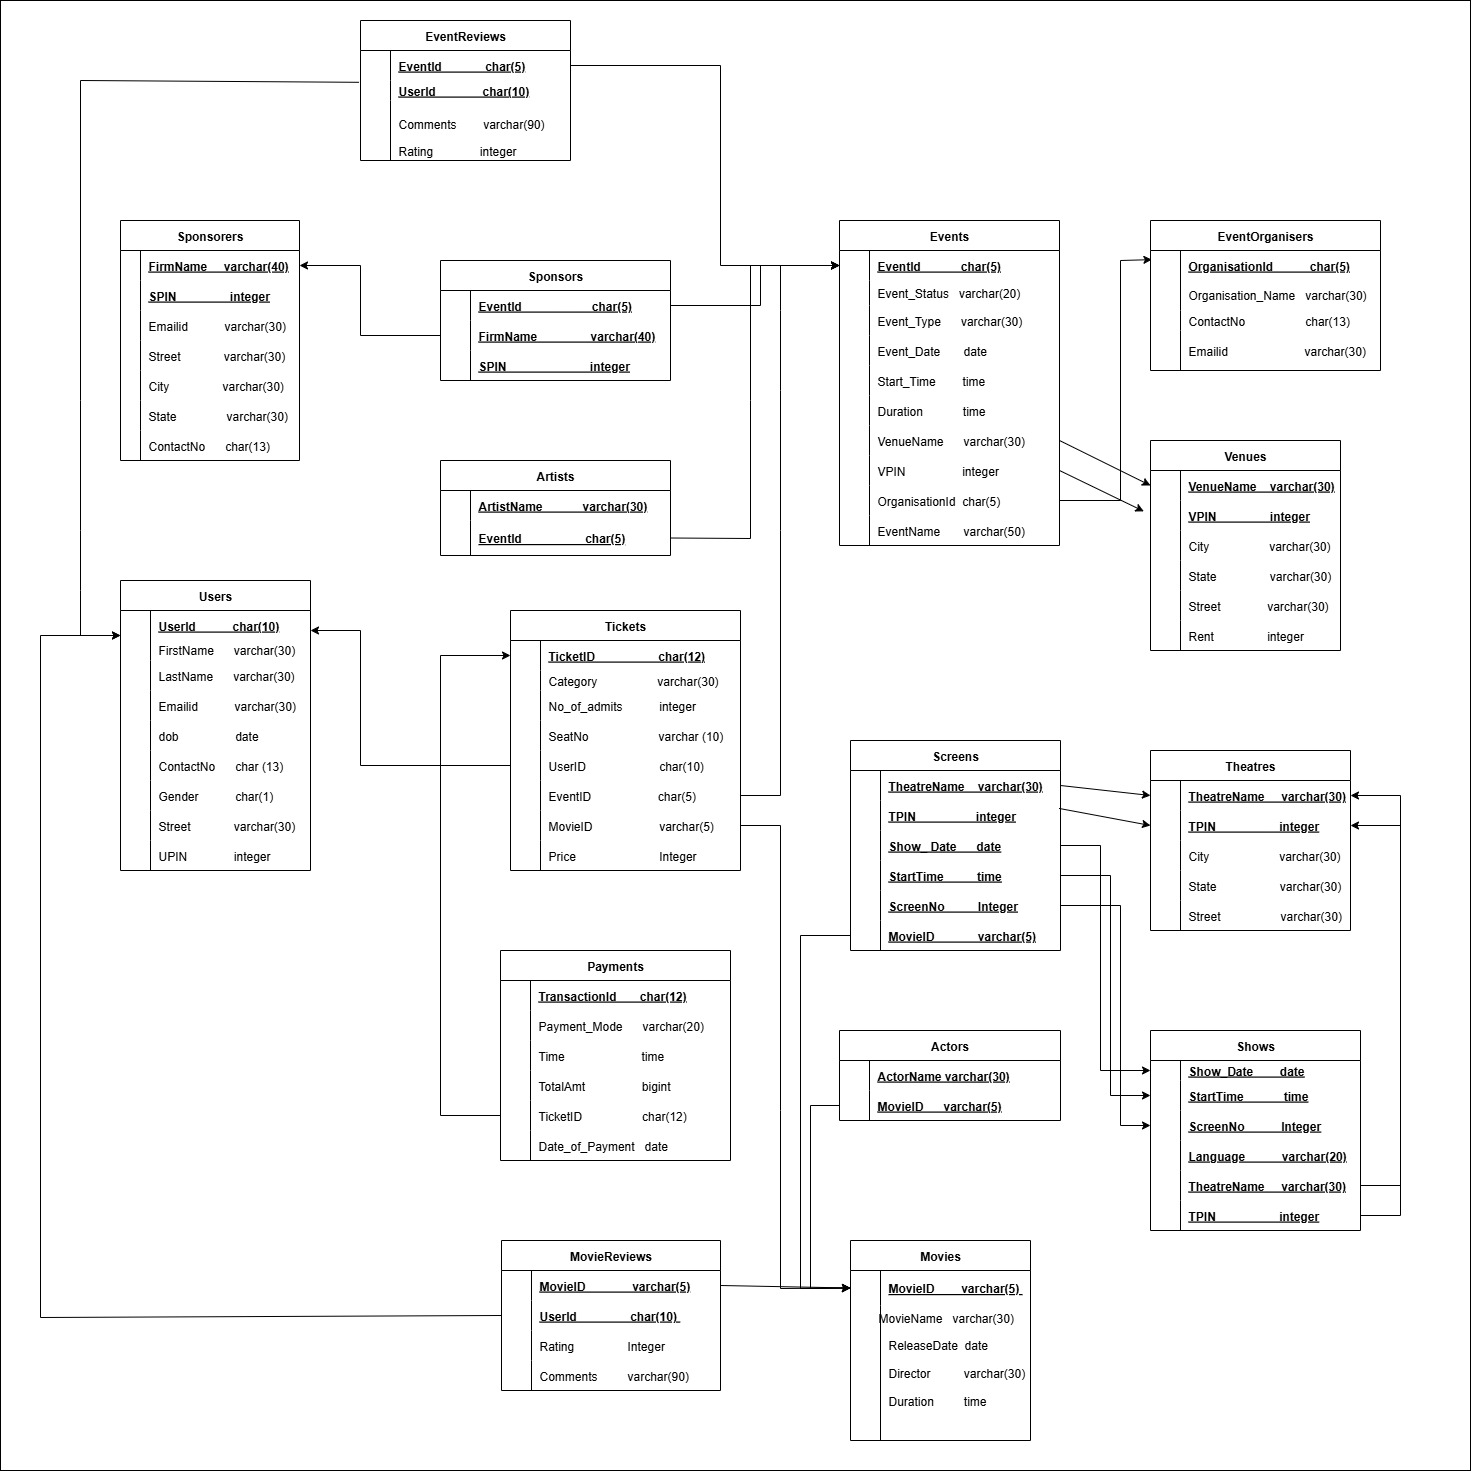 EventReviews
EventId char(5)
UserId char(10)
Comments varchar(90)
Rating integer
Sponsorers
FirmName varchar(40)
SPIN integer
Emailid varchar(30)
Street varchar(30)
City varchar(30)
State varchar(30)
ContactNo char(13)
Sponsors
EventId char(5)
FirmName varchar(40)
SPIN integer
Events
EventId char(5)
Event_Status varchar(20)
Event_Type varchar(30)
Event_Date date
Start_Time time
Duration time
VenueName varchar(30)
VPIN integer
OrganisationId char(5)
EventName varchar(50)
EventOrganisers
OrganisationId char(5)
Organisation_Name varchar(30)
ContactNo char(13)
Emailid varchar(30)
Artists
ArtistName varchar(30)
EventId char(5)
Venues
VenueName varchar(30)
VPIN integer
City varchar(30)
State varchar(30)
Street varchar(30)
Rent integer
Users
UserId char(10)
FirstName varchar(30)
LastName varchar(30)
Emailid varchar(30)
dob date
ContactNo char (13)
Gender char(1)
Street varchar(30)
UPIN integer
Tickets
TicketID char(12)
Category varchar(30)
No_of_admits integer
SeatNo varchar (10)
UserID char(10)
EventID char(5)
MovieID varchar(5)
Price Integer
Screens
TheatreName varchar(30)
TPIN integer
Show_Date date
StartTime time
ScreenNo Integer
MovieID varchar(5)
Theatres
TheatreName varchar(30)
TPIN integer
City varchar(30)
State varchar(30)
Street varchar(30)
Payments
TransactionId char(12)
Payment_Mode varchar(20)
Time time
TotalAmt bigint
TicketID char(12)
Date_of_Payment date
Actors
ActorName varchar(30)
MovieID varchar(5)
Shows
Show_Date date
StartTime time
ScreenNo Integer
Language varchar(20)
TheatreName varchar(30)
TPIN integer
MovieReviews
MovieID varchar(5)
UserId char(10)
Rating Integer
Comments varchar(90)
Movies
MovieID varchar(5)
MovieName varchar(30)
ReleaseDate date
Director varchar(30)
Duration time